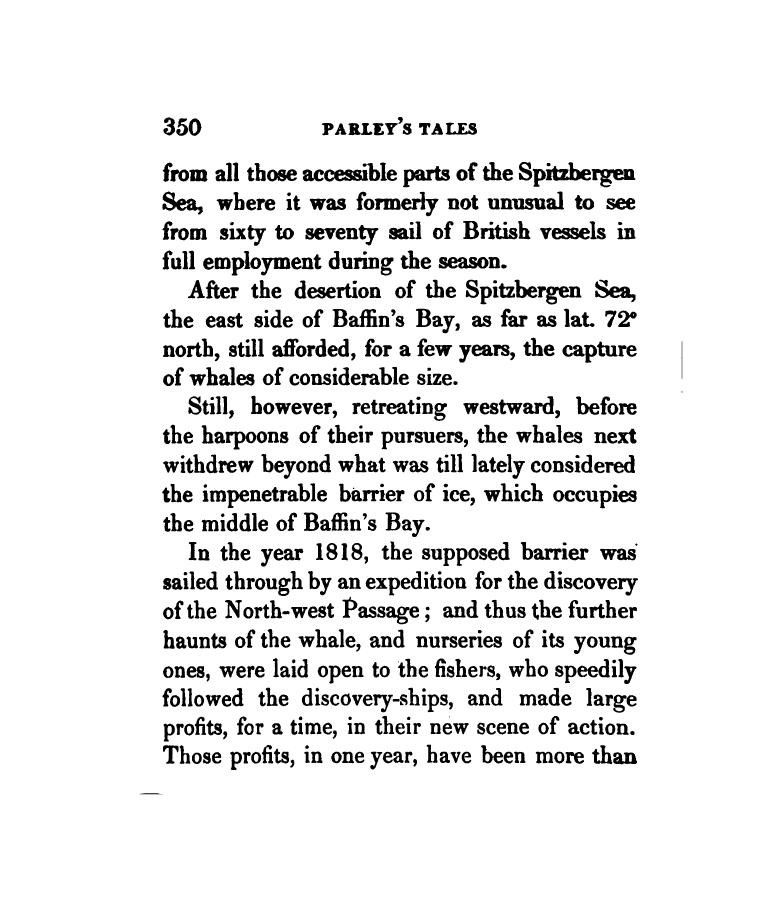 350 PARLEY'S TALES
from all those accessible parts of the Spitzbergen
Sea, where it was formerly not unusual to see
from sixty to seventy sail of British vessels in
full employment during the season.
After the desertion of the Spitzbergen Sea,
the east side of Baffin's Bay, as far as lat. 72°
north, still afforded, for a few years, the capture
of whales of considerable size.
Still, however, retreating westward, before
the harpoons of their pursuers, the whales next
withdrew beyond what was till lately considered
the impenetrable barrier of ice, which occupies
the middle of Baffin's Bay.
In the year 1818, the supposed barrier was
sailed through by an expedition for the discovery
of the North-west Passage; and thus the further
haunts of the whale, and nurseries of its young
ones, were laid open to the fishers, who speedily
followed the discovery-ships, and made large
profits, for a time, in their new scene of action.
Those profits, in one year, have been more than